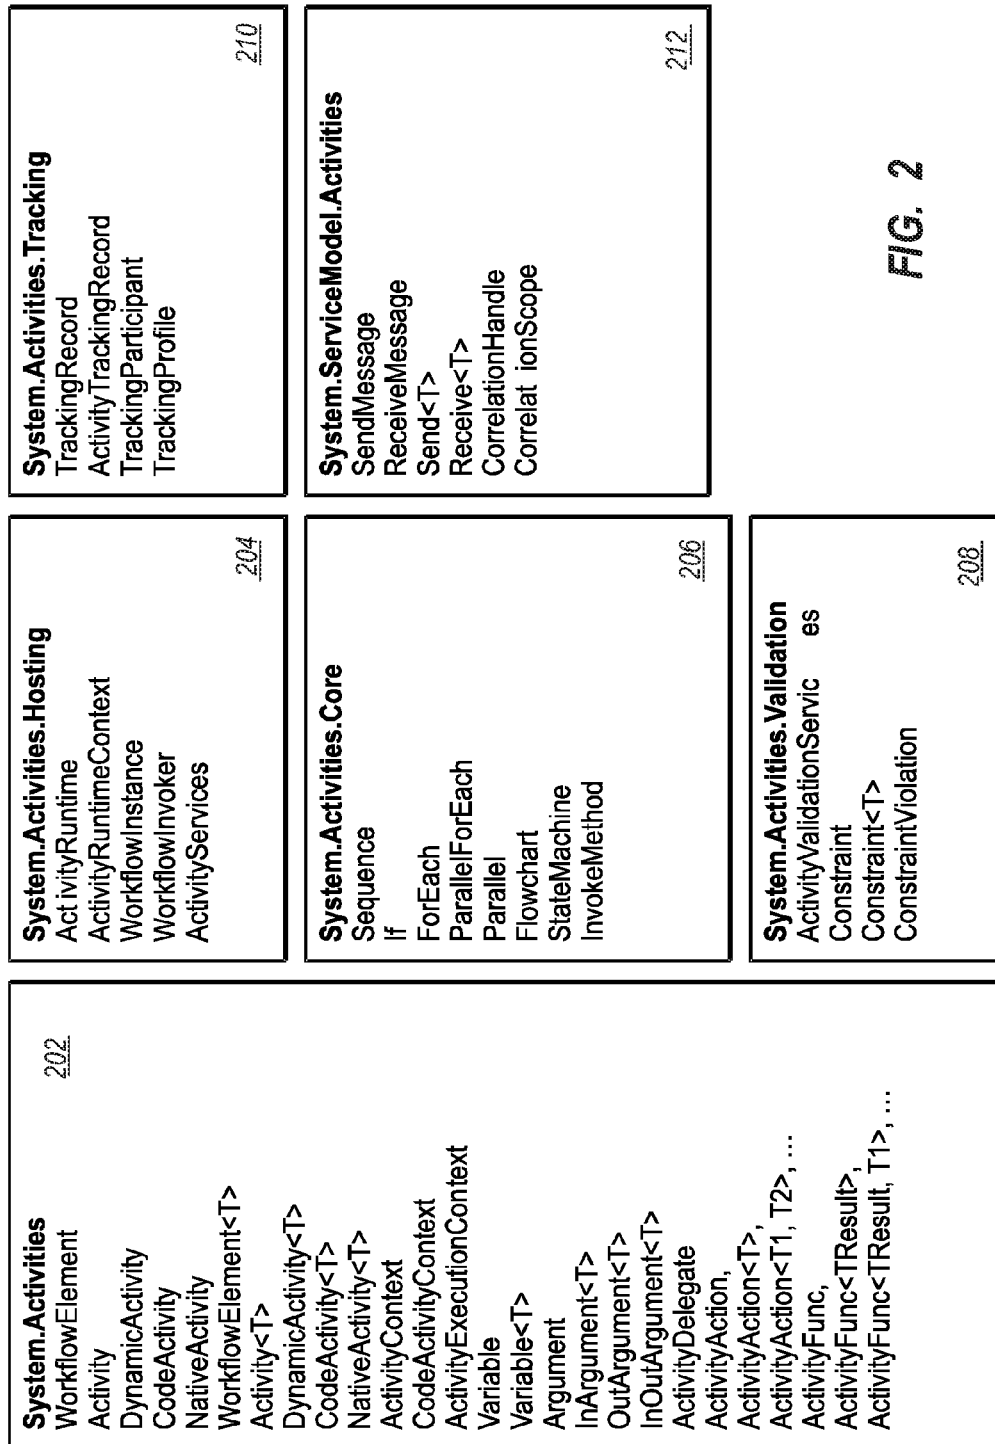 System.Activities
202
WorkflowElement
Activity
DynamicActivity
CodeActivity
NativeActivity
WorkflowElement<T>
Activity<T>
DynamicActivity<T>
CodeActivity<T>
NativeActivity<T>
ActivityContext
CodeActivityContext
ActivityExecutionContext
Variable
Variable<T>
Argument
InArgument<T>
OutArgument<T>
InOutArgument<T>
ActivityDelegate
ActivityAction,
ActivityAction<T>,
ActivityAction<T1, T2>, ...
ActivityFunc,
ActivityFunc<TResult>,
ActivityFunc<TResult, T1>, ...
System.Activities.Hosting
ActivityRuntime
ActivityRuntimeContext
WorkflowInstance
WorkflowInvoker
ActivityServices
204
System.Activities.Core
Sequence
If
ForEach
ParallelForEach
Parallel
Flowchart
StateMachine
InvokeMethod
206
System.Activities.Validation
ActivityValidationServic es
Constraint
Constraint<T>
ConstraintViolation
208
System.Activities.Tracking
TrackingRecord
ActivityTrackingRecord
TrackingParticipant
TrackingProfile
210
System.ServiceModel.Activities
SendMessage
ReceiveMessage
Send<T>
Receive<T>
CorrelationHandle
Correlat ionScope
212
FIG. 2